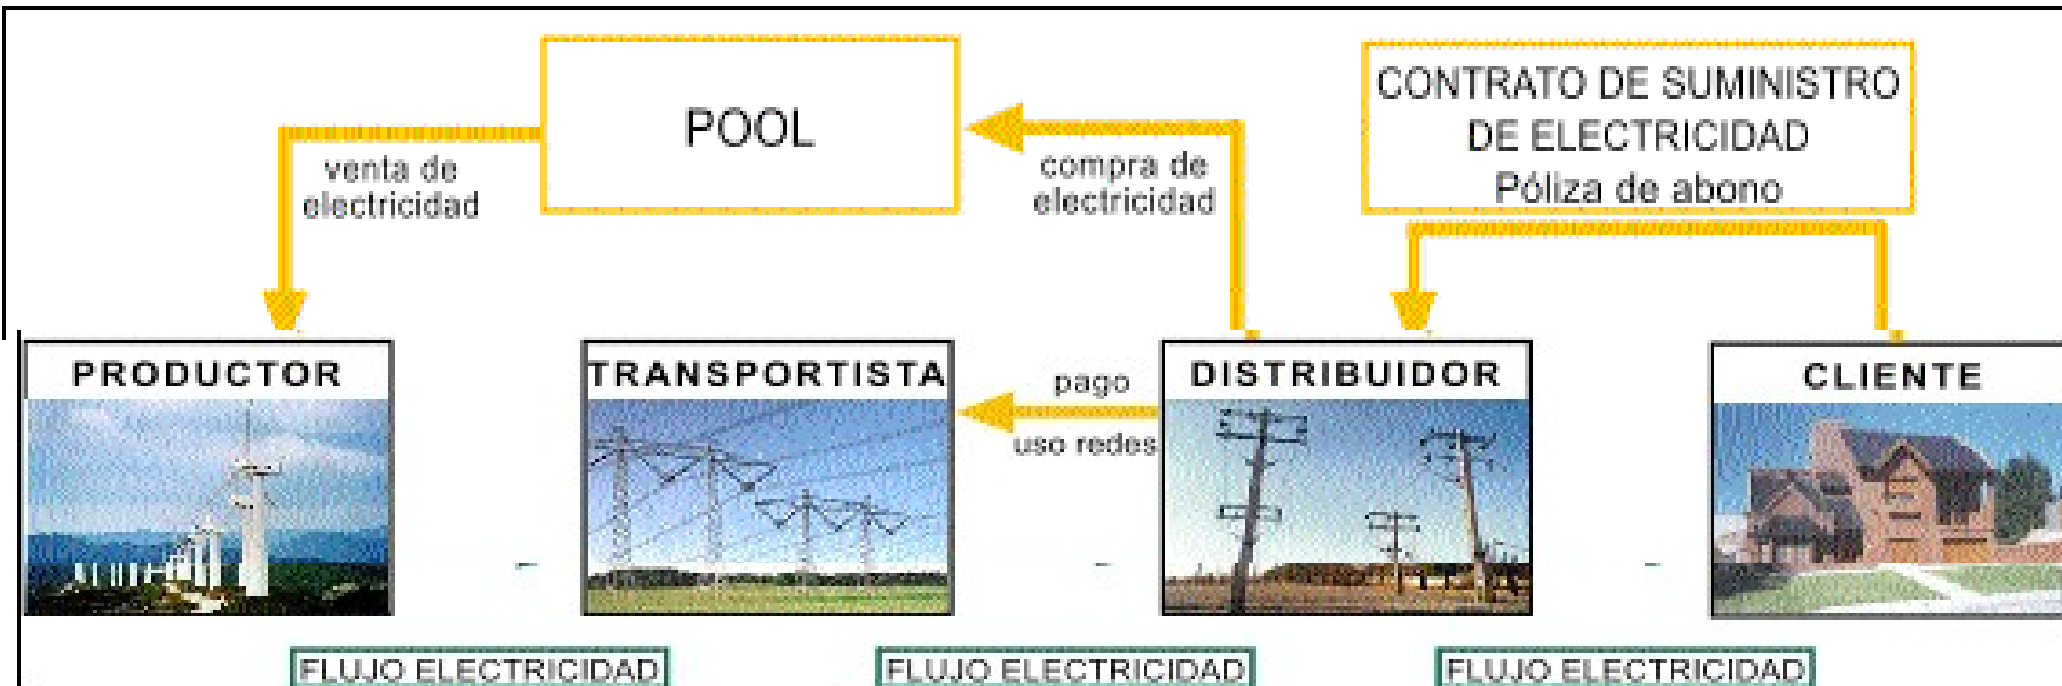 POOL
CONTRATO DE SUMINISTRO
DE ELECTRICIDAD
Póliza de abono
venta de
electricidad
compra de
electricidad
PRODUCTOR
TRANSPORTISTA
pago
uso redes
DISTRIBUIDOR
CLIENTE
FLUJO ELECTRICIDAD
FLUJO ELECTRICIDAD
FLUJO ELECTRICIDAD